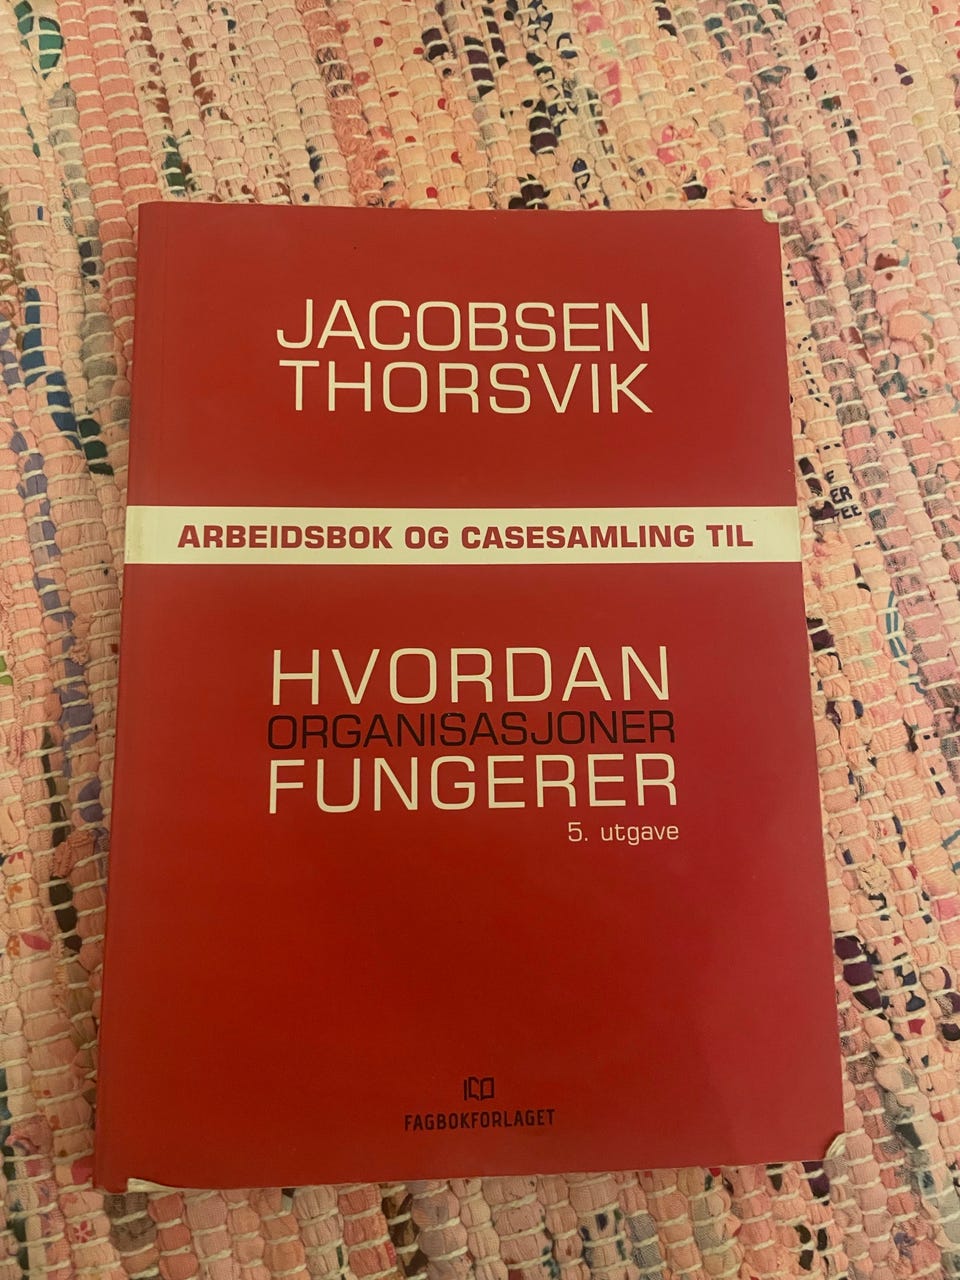 JACOBSEN
THORSVIK
ARBEIDSBOK OG CASESAMLING TIL
HVORDAN
ORGANISASJONER
FUNGERER
5. utgave
FAGBOKFORLAGET